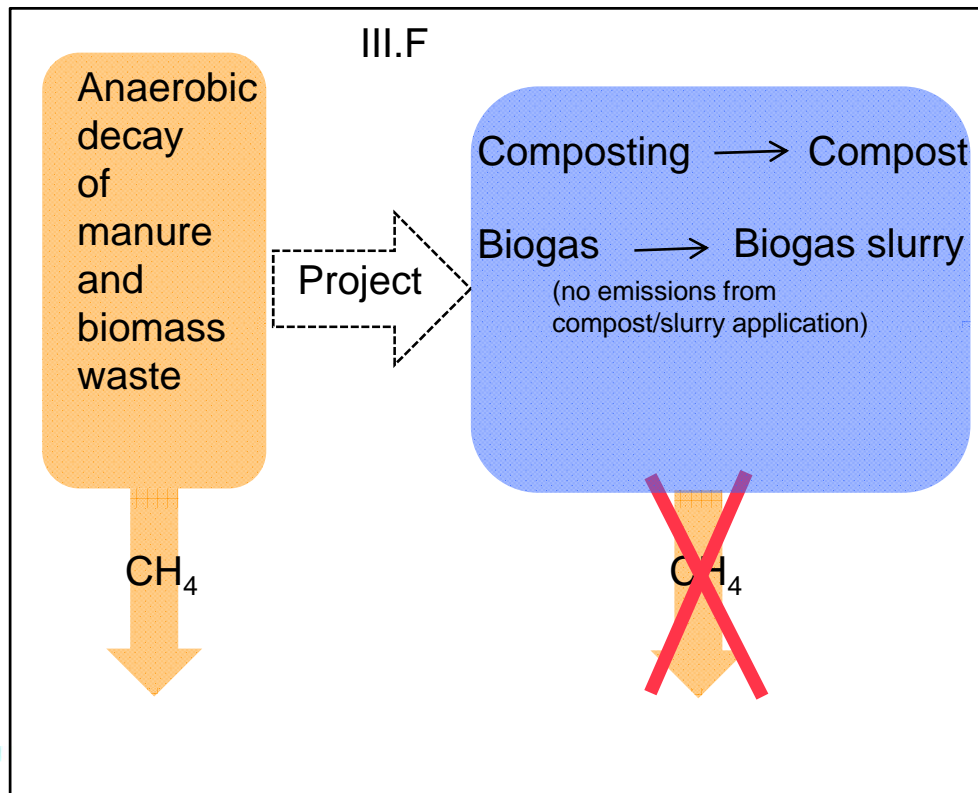 III.F
Anaerobic
decay
of
manure
and
biomass
waste
CH₄
Project
Composting → Compost
Biogas → Biogas slurry
(no emissions from
compost/slurry application)
CH₄